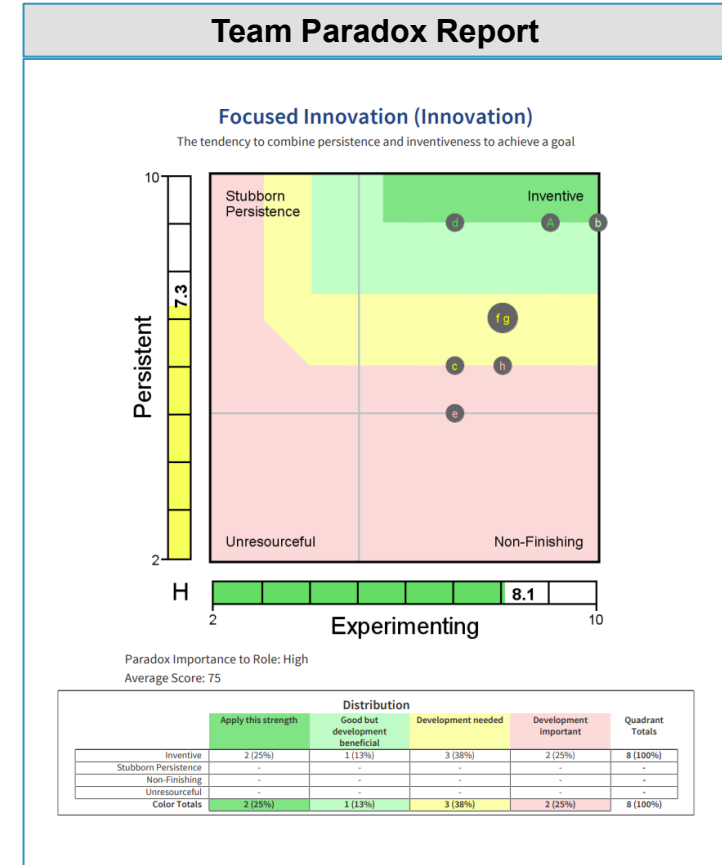 Team Paradox Report
Focused Innovation (Innovation)
The tendency to combine persistence and inventiveness to achieve a goal
10
Stubborn Persistence
Inventive
d
A
b
7.3
f g
Persistent
c
h
e
Unresourceful
Non-Finishing
2
H
8.1
2
10
Experimenting
Paradox Importance to Role: High
Average Score: 75
Distribution
Apply this strength Good but development beneficial Development needed Development important Quadrant Totals
Inventive 2 (25%) 1 (13%) 3 (38%) 2 (25%) 8 (100%)
Stubborn Persistence - - - - -
Non-Finishing - - - - -
Unresourceful - - - - -
Color Totals 2 (25%) 1 (13%) 3 (38%) 2 (25%) 8 (100%)